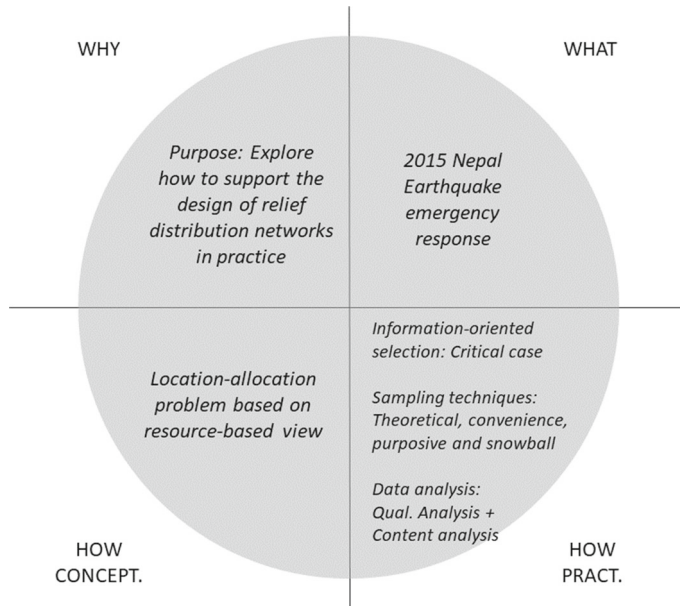 WHY
WHAT
Purpose: Explore
how to support the
design of relief
distribution networks
in practice
2015 Nepal
Earthquake
emergency
response
Location-allocation
problem based on
resource-based view
Information-oriented
selection: Critical case
Sampling techniques:
Theoretical, convenience,
purposive and snowball
Data analysis:
Qual. Analysis +
Content analysis
HOW
CONCEPT.
HOW
PRACT.